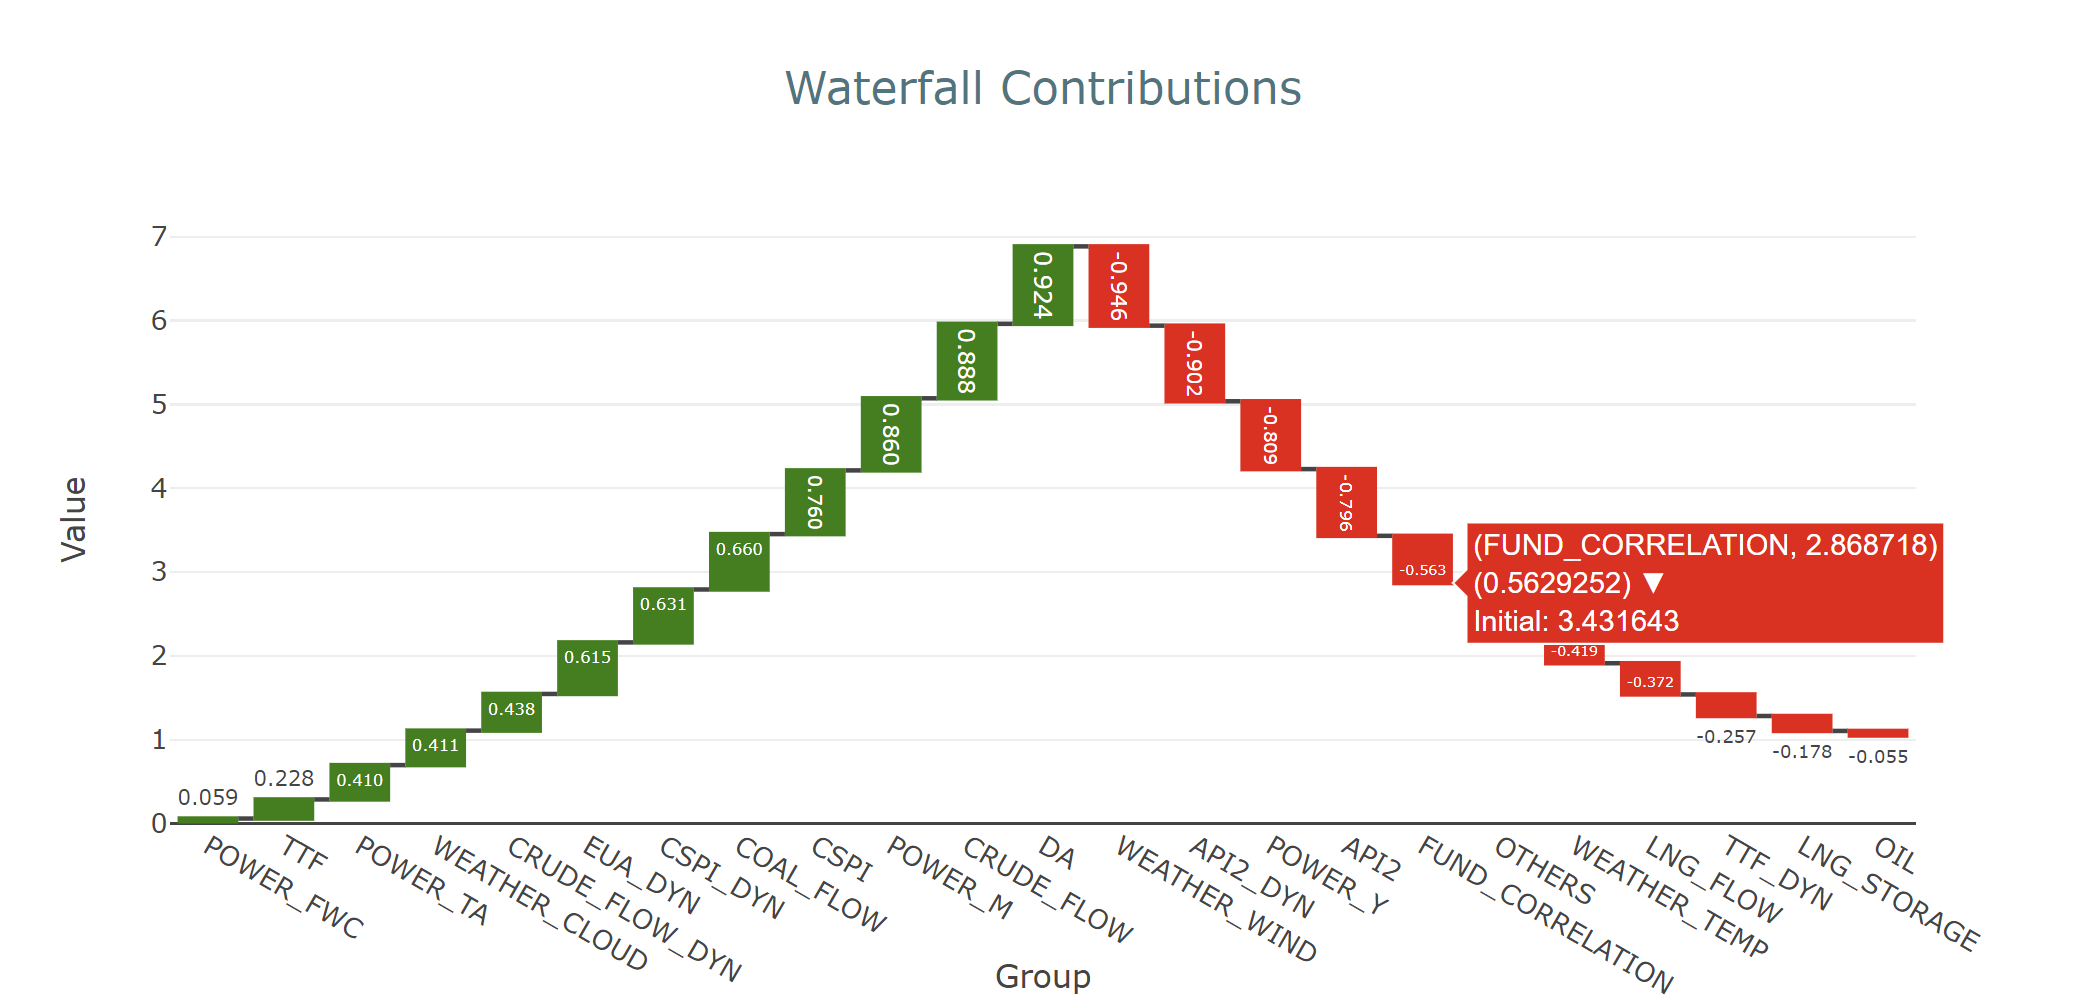 Waterfall Contributions
7
6
5
4
3
2
1
0
Value
0.059
0.228
0.410
0.411
0.438
0.615
0.631
0.660
0.760
0.860
0.888
0.924
-0.946
-0.902
-0.809
-0.796
-0.563
(FUND_CORRELATION, 2.868718)
(0.5629252) ▼
Initial: 3.431643
-0.419
-0.372
-0.257
-0.178
-0.055
POWER_FWC
TTF
POWER_TA
WEATHER_CLOUD
CRUDE_FLOW_DYN
EUA_DYN
CSPI_DYN
COAL_FLOW
CSPI
POWER_M
CRUDE_FLOW
DA
WEATHER_WIND
API2_DYN
POWER_Y
API2
FUND_CORRELATION
OTHERS
WEATHER_TEMP
LNG_FLOW
TTF_DYN
LNG_STORAGE
OIL
Group